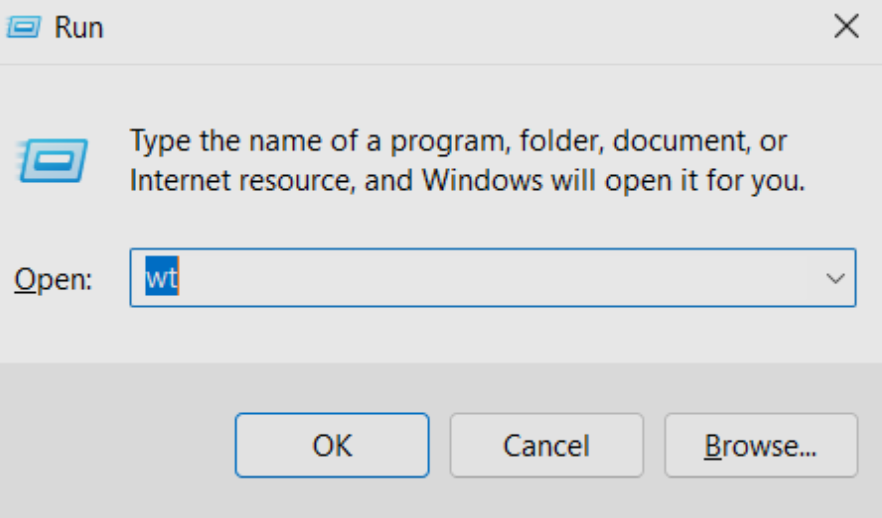 Run
Type the name of a program, folder, document, or
Internet resource, and Windows will open it for you.
Open: wt
OK Cancel Browse...